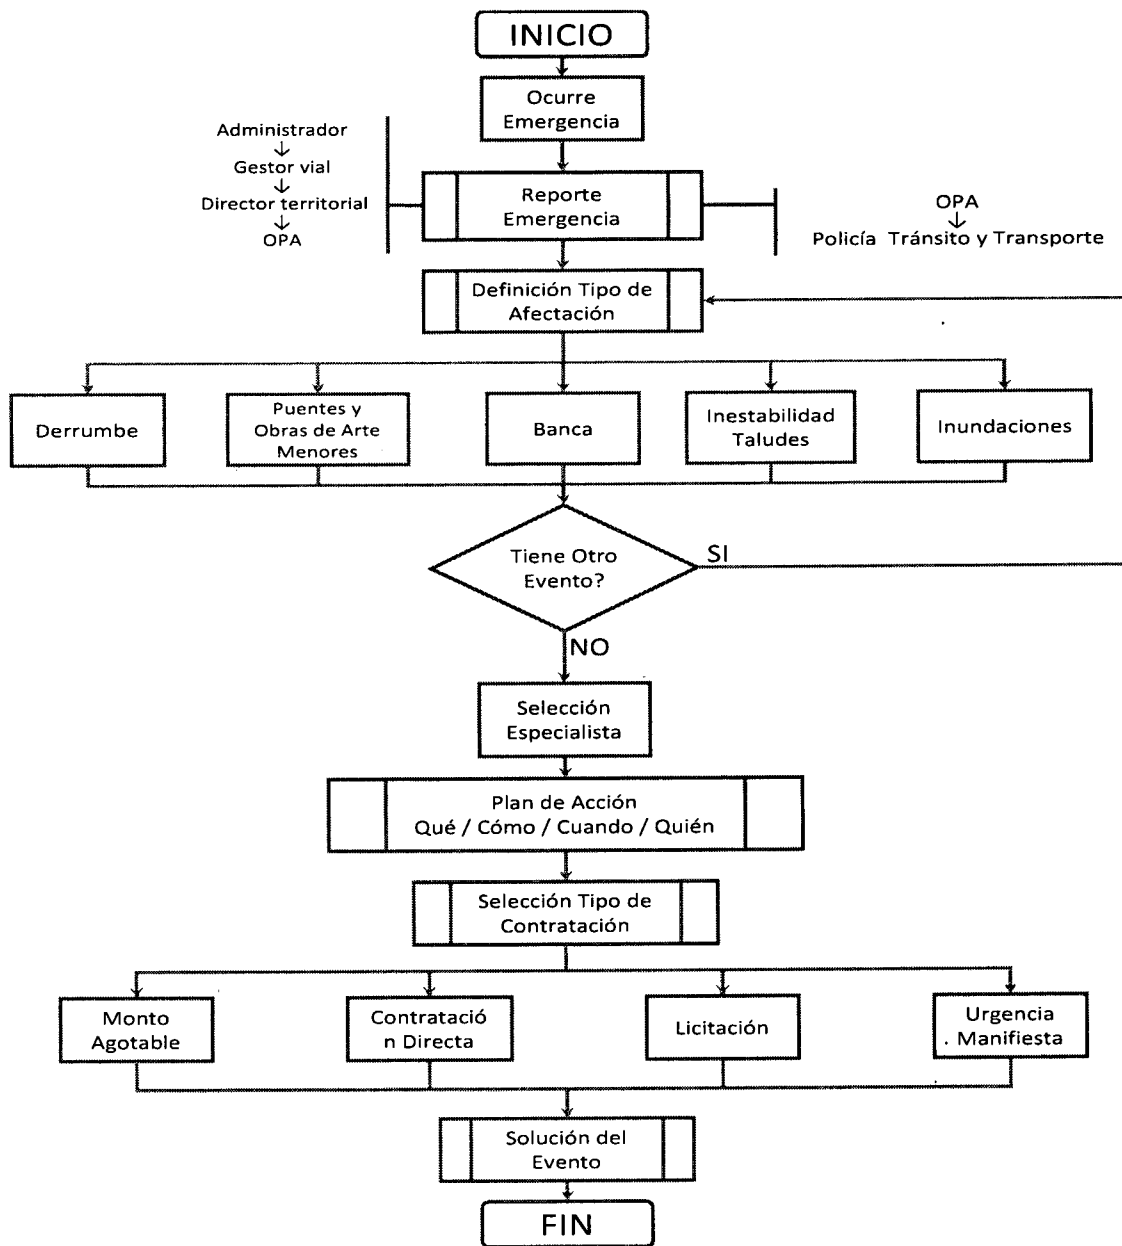 INICIO
Ocurre
Emergencia
Administrador
Gestor vial
Director territorial
OPA
Reporte
Emergencia
OPA
Policía Tránsito y Transporte
Definición Tipo de
Afectación
Derrumbe
Puentes y
Obras de Arte
Menores
Banca
Inestabilidad
Taludes
Inundaciones
Tiene Otro
Evento?
SI
NO
Selección
Especialista
Plan de Acción
Qué / Cómo / Cuando / Quién
Selección Tipo de
Contratación
Monto
Agotable
Contratació
n Directa
Licitación
Urgencia
Manifiesta
Solución del
Evento
FIN